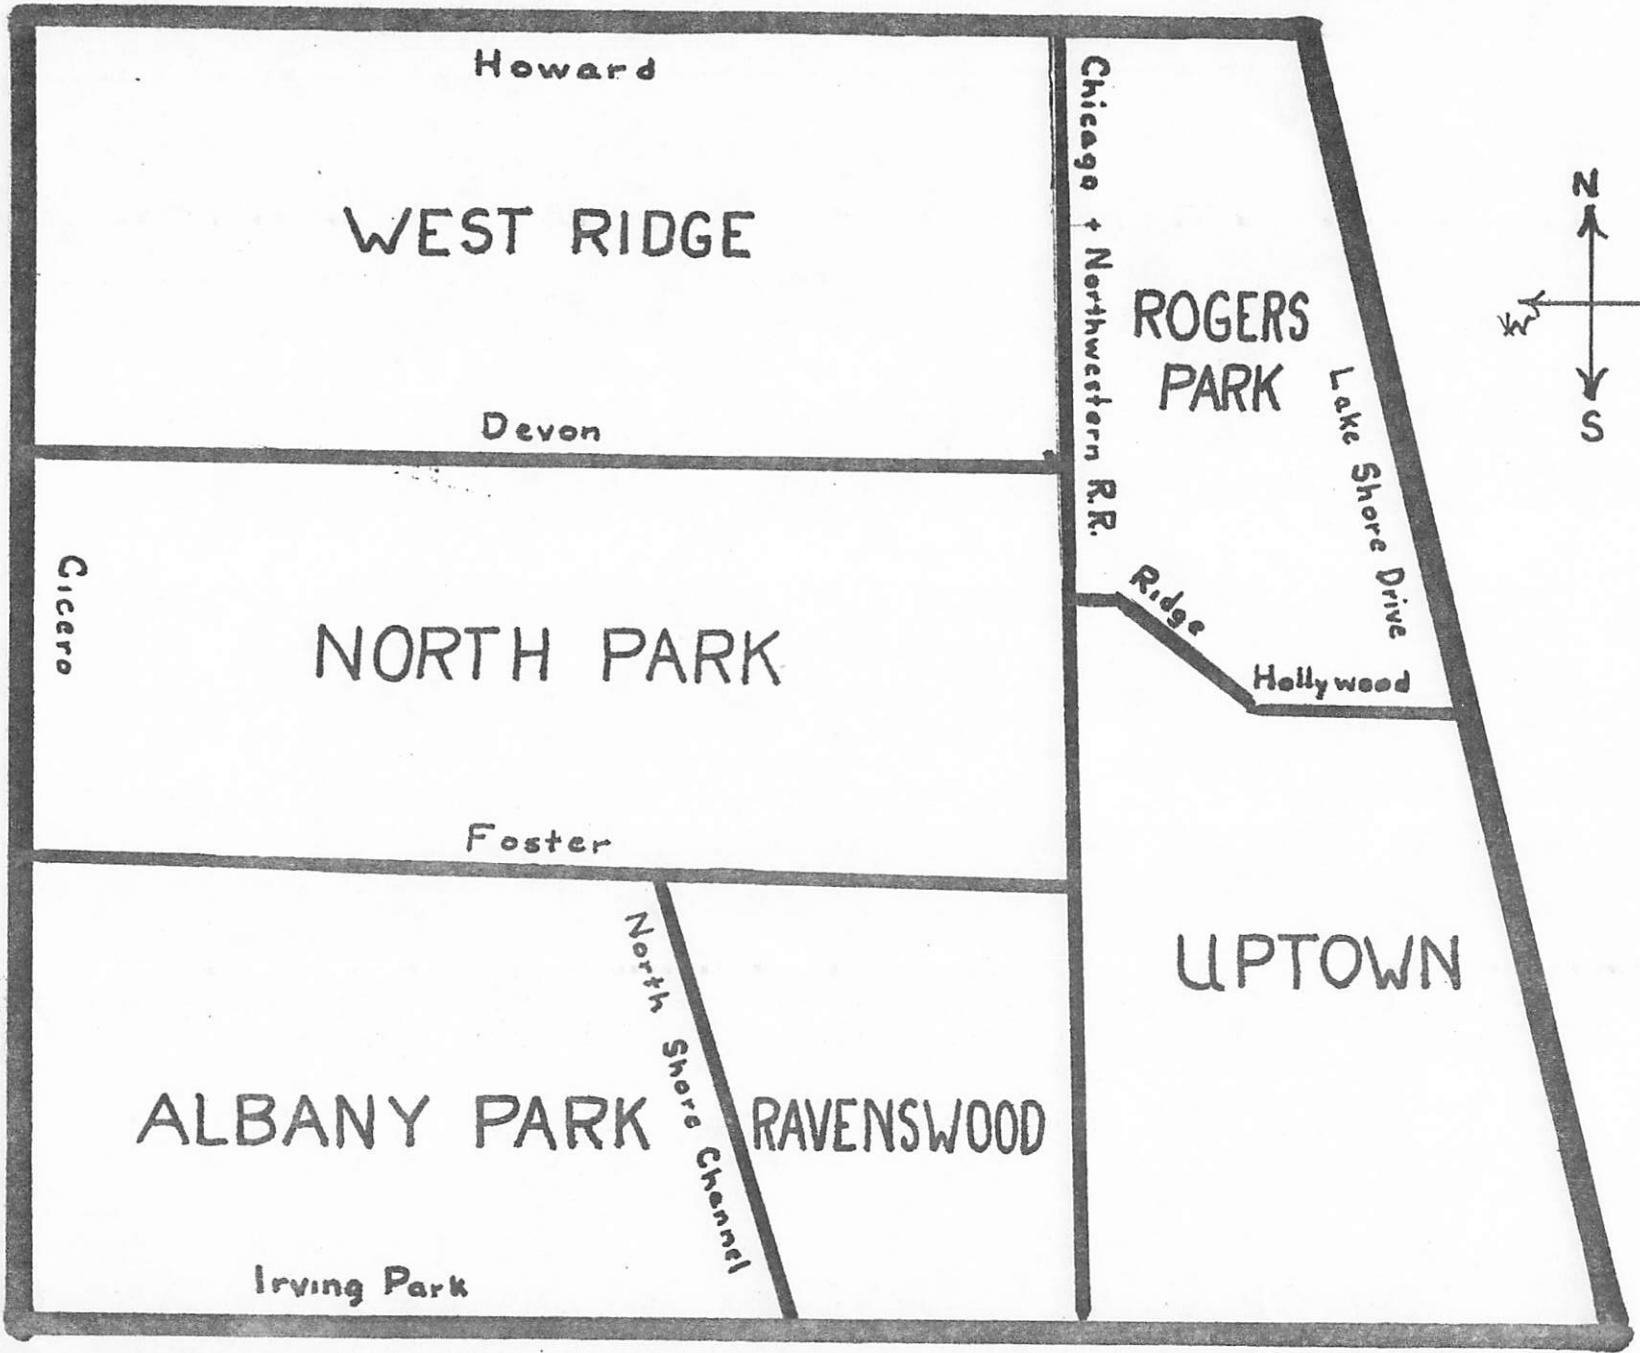 Howard
Chicago + Northwestern R.R.
N
WEST RIDGE
ROGERS
PARK
Lake Shore Drive
S
Devon
Cicero
Ridge
NORTH PARK
Hollywood
Foster
North Shore Channel
UPTOWN
ALBANY PARK
RAVENSWOOD
Irving Park